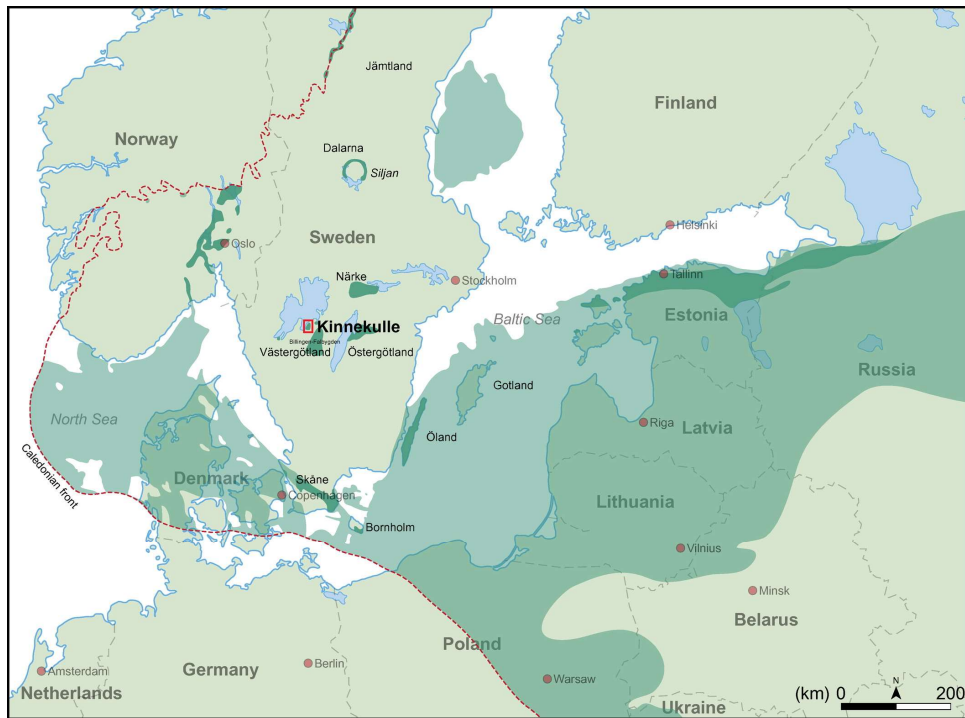 Jämtland
Finland
Norway
Dalarna
Siljan
Helsinki
Oslo
Sweden
Närke
Stockholm
Tallinn
Kinnekulle
Baltic Sea
Estonia
Billingen-Falbygden
Västergötland
Östergötland
Russia
Gotland
North Sea
Riga
Latvia
Öland
Caledonian front
Denmark
Skåne
Copenhagen
Lithuania
Bornholm
Vilnius
Minsk
Belarus
Poland
Berlin
Amsterdam
Germany
Warsaw
Netherlands
N
(km) 0 200
Ukraine